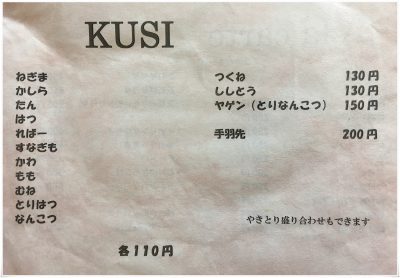 KUSI
ねぎま
かしら
たん
はつ
ればー
すなぎも
かわ
もも
むね
とりはつ
なんこつ
各110円
つくね 130円
ししとう 130円
ヤゲン（とりなんこつ） 150円
手羽先 200円
やきとり盛り合わせもできます